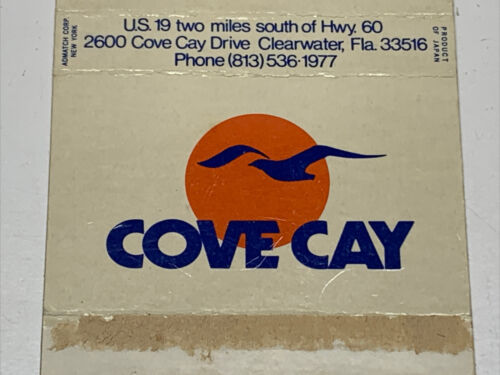 U.S. 19 two miles south of Hwy. 60
2600 Cove Cay Drive Clearwater, Fla. 33516
Phone (813) 536-1977
ADMATCH CORP.
NEW YORK
PRODUCT
OF JAPAN
COVE CAY